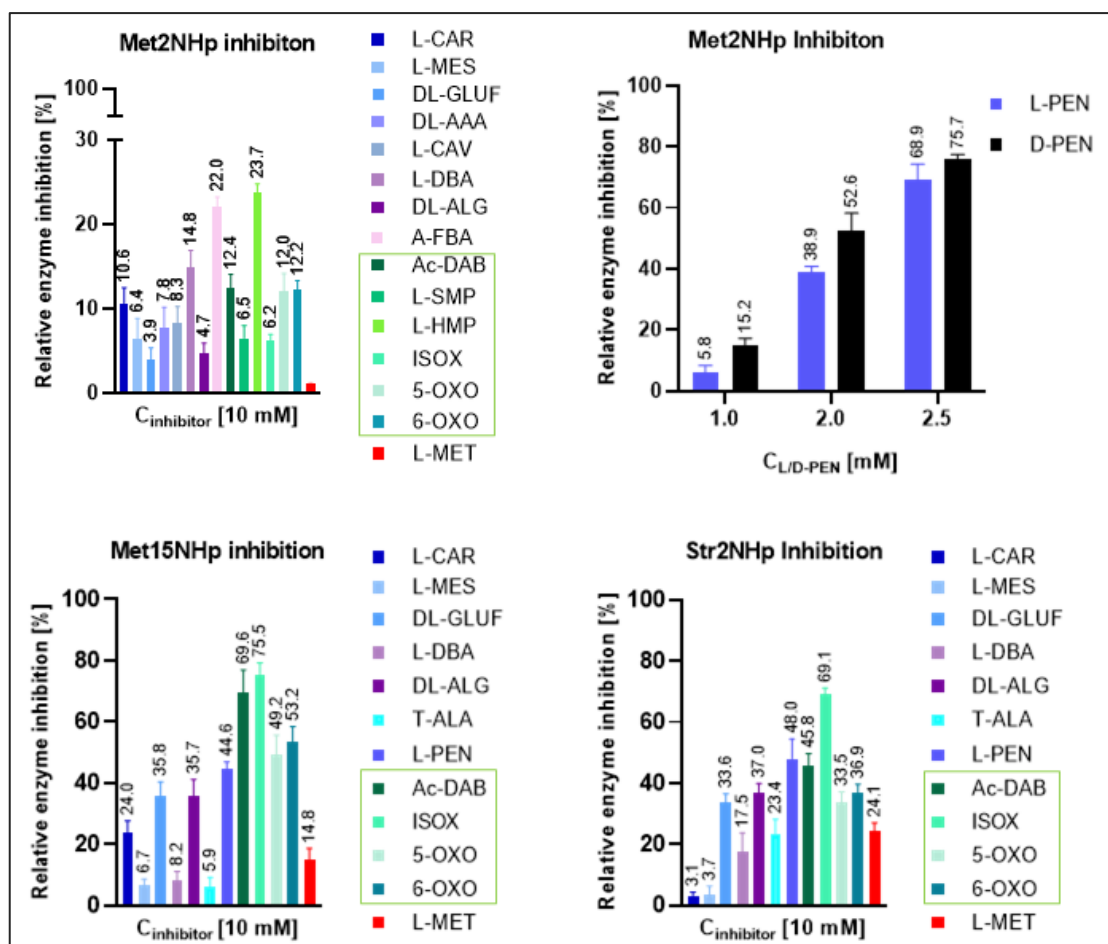 Met2NHp inhibiton
Relative enzyme inhibition [%]
100
30
20
10
0
10.6
6.4
3.9
7.8
8.3
14.8
4.7
22.0
12.4
6.5
23.7
6.2
12.0
12.2
C inhibitor [10 mM]
L-CAR
L-MES
DL-GLUF
DL-AAA
L-CAV
L-DBA
DL-ALG
A-FBA
Ac-DAB
L-SMP
L-HMP
ISOX
5-OXO
6-OXO
L-MET
Met2NHp Inhibiton
Relative enzyme inhibition [%]
100
80
60
40
20
0
5.8
15.2
38.9
52.6
68.9
75.7
1.0
2.0
2.5
C L/D-PEN [mM]
L-PEN
D-PEN
Met15NHp inhibition
Relative enzyme inhibition [%]
100
80
60
40
20
0
24.0
6.7
35.8
8.2
35.7
5.9
44.6
69.6
75.5
49.2
53.2
14.8
C inhibitor [10 mM]
L-CAR
L-MES
DL-GLUF
L-DBA
DL-ALG
T-ALA
L-PEN
Ac-DAB
ISOX
5-OXO
6-OXO
L-MET
Str2NHp Inhibition
Relative enzyme inhibition [%]
100
80
60
40
20
0
3.1
3.7
33.6
17.5
37.0
23.4
48.0
45.8
69.1
33.5
36.9
24.1
C inhibitor [10 mM]
L-CAR
L-MES
DL-GLUF
L-DBA
DL-ALG
T-ALA
L-PEN
Ac-DAB
ISOX
5-OXO
6-OXO
L-MET